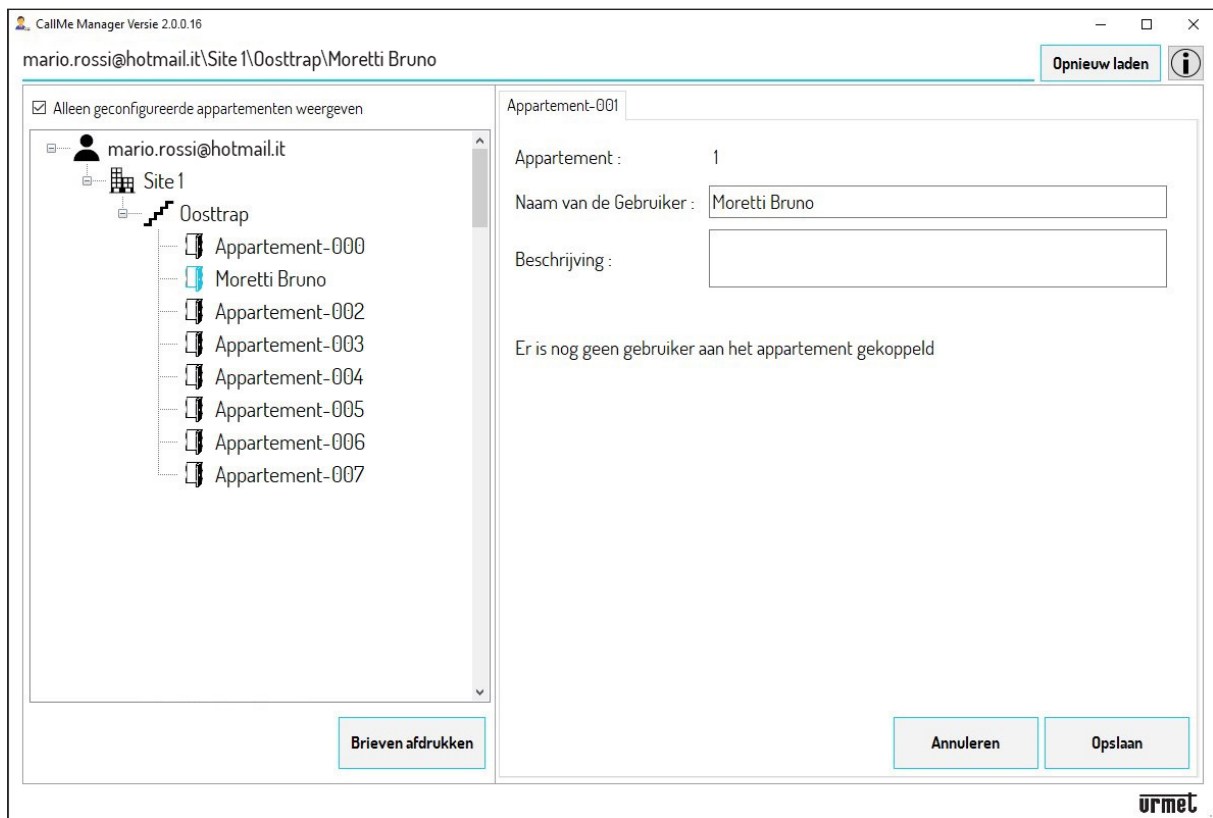 CallMe Manager Versie 2.0.0.16
mario.rossi@hotmail.it\Site 1\Oosttrap\Moretti Bruno
Opnieuw laden
Alleen geconfigureerde appartementen weergeven
mario.rossi@hotmail.it
Site 1
Oosttrap
Appartement-000
Moretti Bruno
Appartement-002
Appartement-003
Appartement-004
Appartement-005
Appartement-006
Appartement-007
Brieven afdrukken
Appartement-001
Appartement : 1
Naam van de Gebruiker : Moretti Bruno
Beschrijving :
Er is nog geen gebruiker aan het appartement gekoppeld
Annuleren Opslaan
urmet